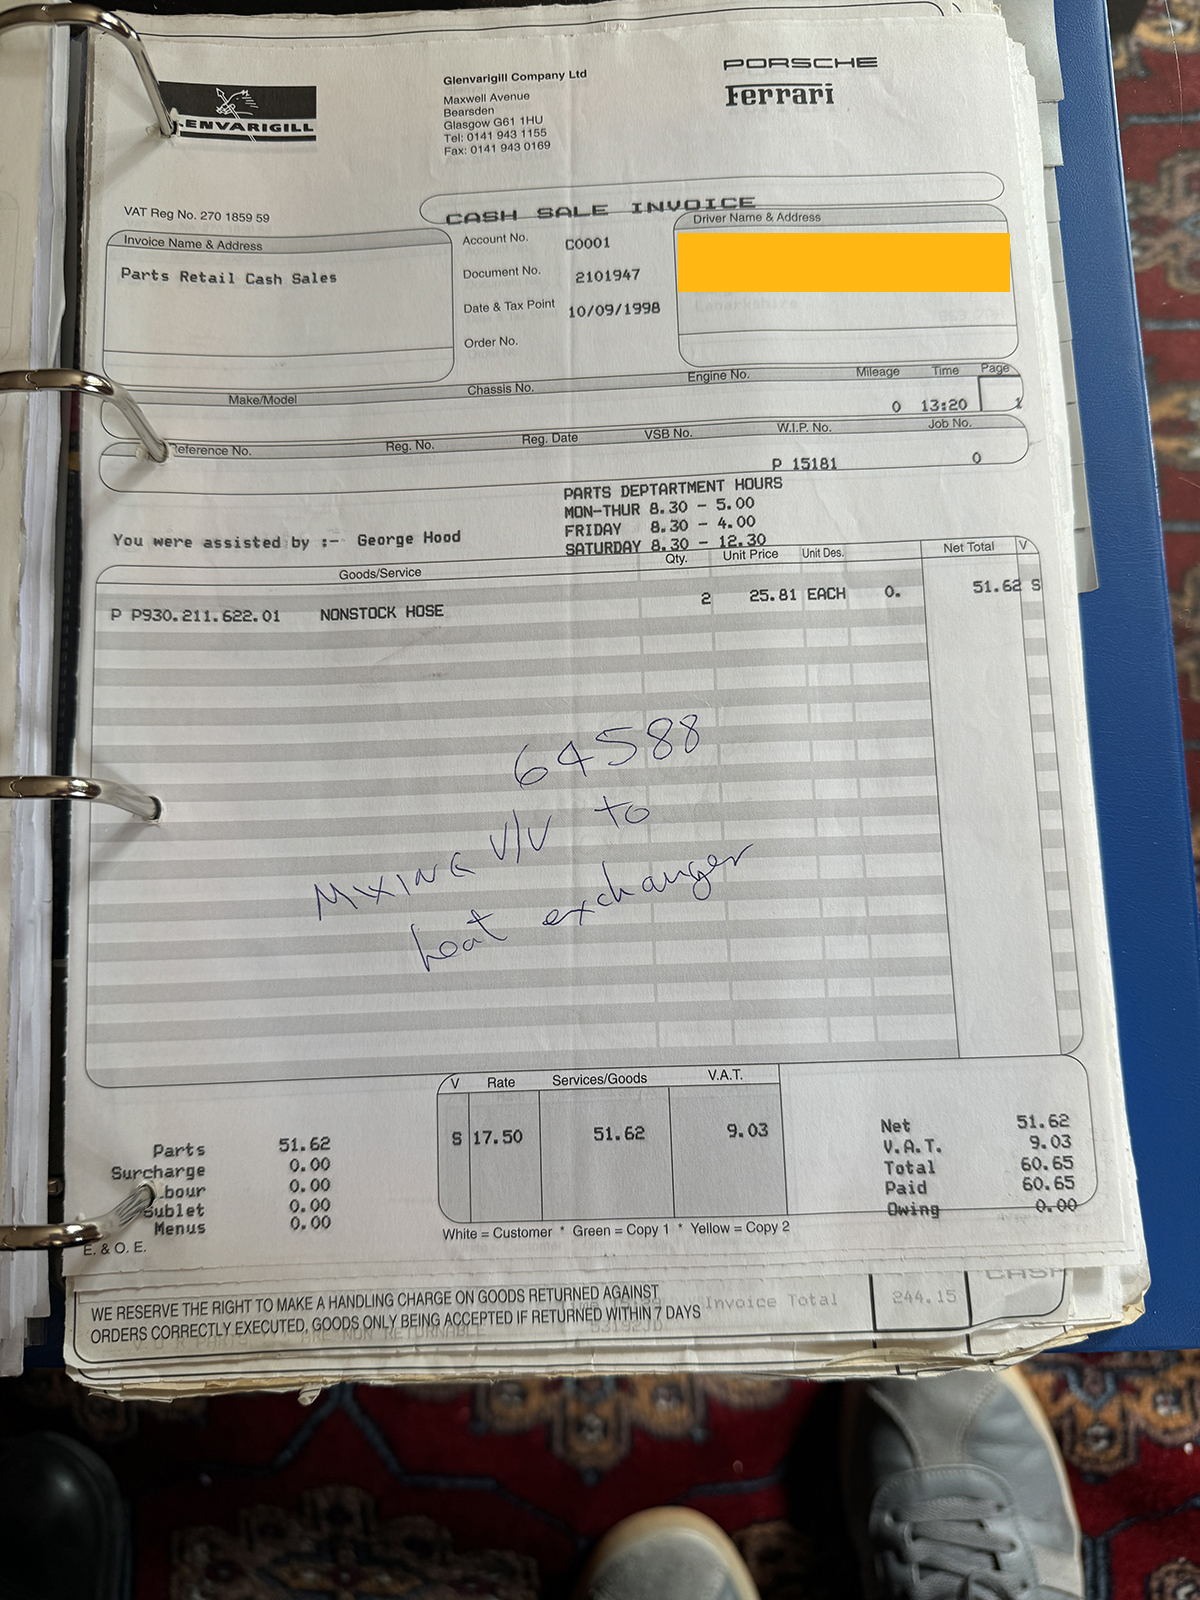 ENVARIGILL
Glenvarigill Company Ltd
Maxwell Avenue
Bearsden
Glasgow G61 1HU
Tel: 0141 943 1155
Fax: 0141 943 0169
PORSCHE
Ferrari
VAT Reg No. 270 1859 59
CASH SALE INVOICE
Invoice Name & Address
Parts Retail Cash Sales
Account No. C0001
Document No. 2101947
Date & Tax Point 10/09/1998
Order No.
Driver Name & Address
Lanarkshire
Make/Model Chassis No. Engine No. Mileage Time Page
0 13:20 1
Reference No. Reg. No. Reg. Date VSB No. W.I.P. No. Job No.
P 15181 0
PARTS DEPTARTMENT HOURS
MON-THUR 8.30 - 5.00
FRIDAY 8.30 - 4.00
SATURDAY 8.30 - 12.30
You were assisted by :- George Hood
Goods/Service Qty. Unit Price Unit Des. Net Total V
P P930.211.622.01 NONSTOCK HOSE 2 25.81 EACH 0. 51.62 S
64588
MIXING V/V to
heat exchanger
V Rate Services/Goods V.A.T.
S 17.50 51.62 9.03
Parts 51.62
Surcharge 0.00
bour 0.00
Sublet 0.00
Menus 0.00
E. & O. E.
Net 51.62
V.A.T. 9.03
Total 60.65
Paid 60.65
Owing 0.00
White = Customer * Green = Copy 1 * Yellow = Copy 2
WE RESERVE THE RIGHT TO MAKE A HANDLING CHARGE ON GOODS RETURNED AGAINST
ORDERS CORRECTLY EXECUTED, GOODS ONLY BEING ACCEPTED IF RETURNED WITHIN 7 DAYS
Invoice Total 244.15
CASH